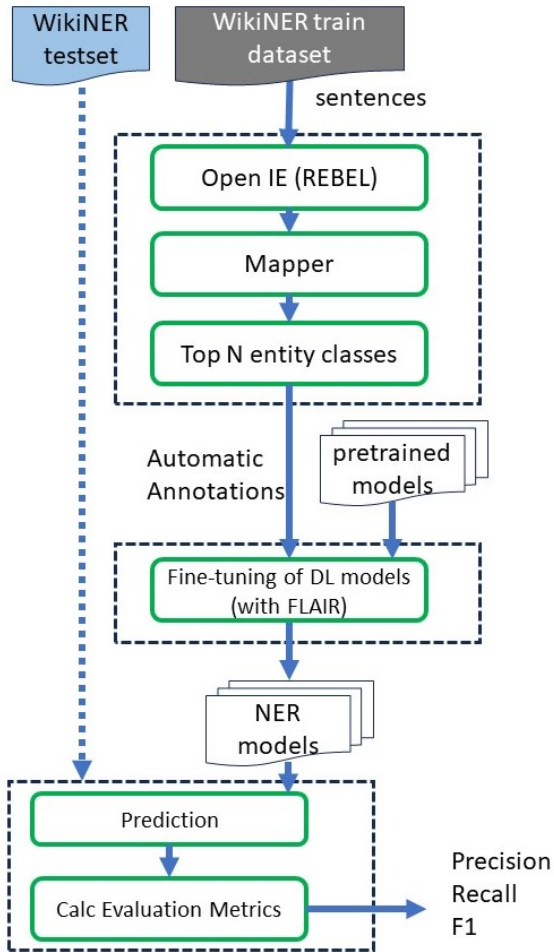 WikiNER
testset
WikiNER train
dataset
sentences
Open IE (REBEL)
Mapper
Top N entity classes
Automatic
Annotations
pretrained
models
Fine-tuning of DL models
(with FLAIR)
NER
models
Prediction
Calc Evaluation Metrics
Precision
Recall
F1